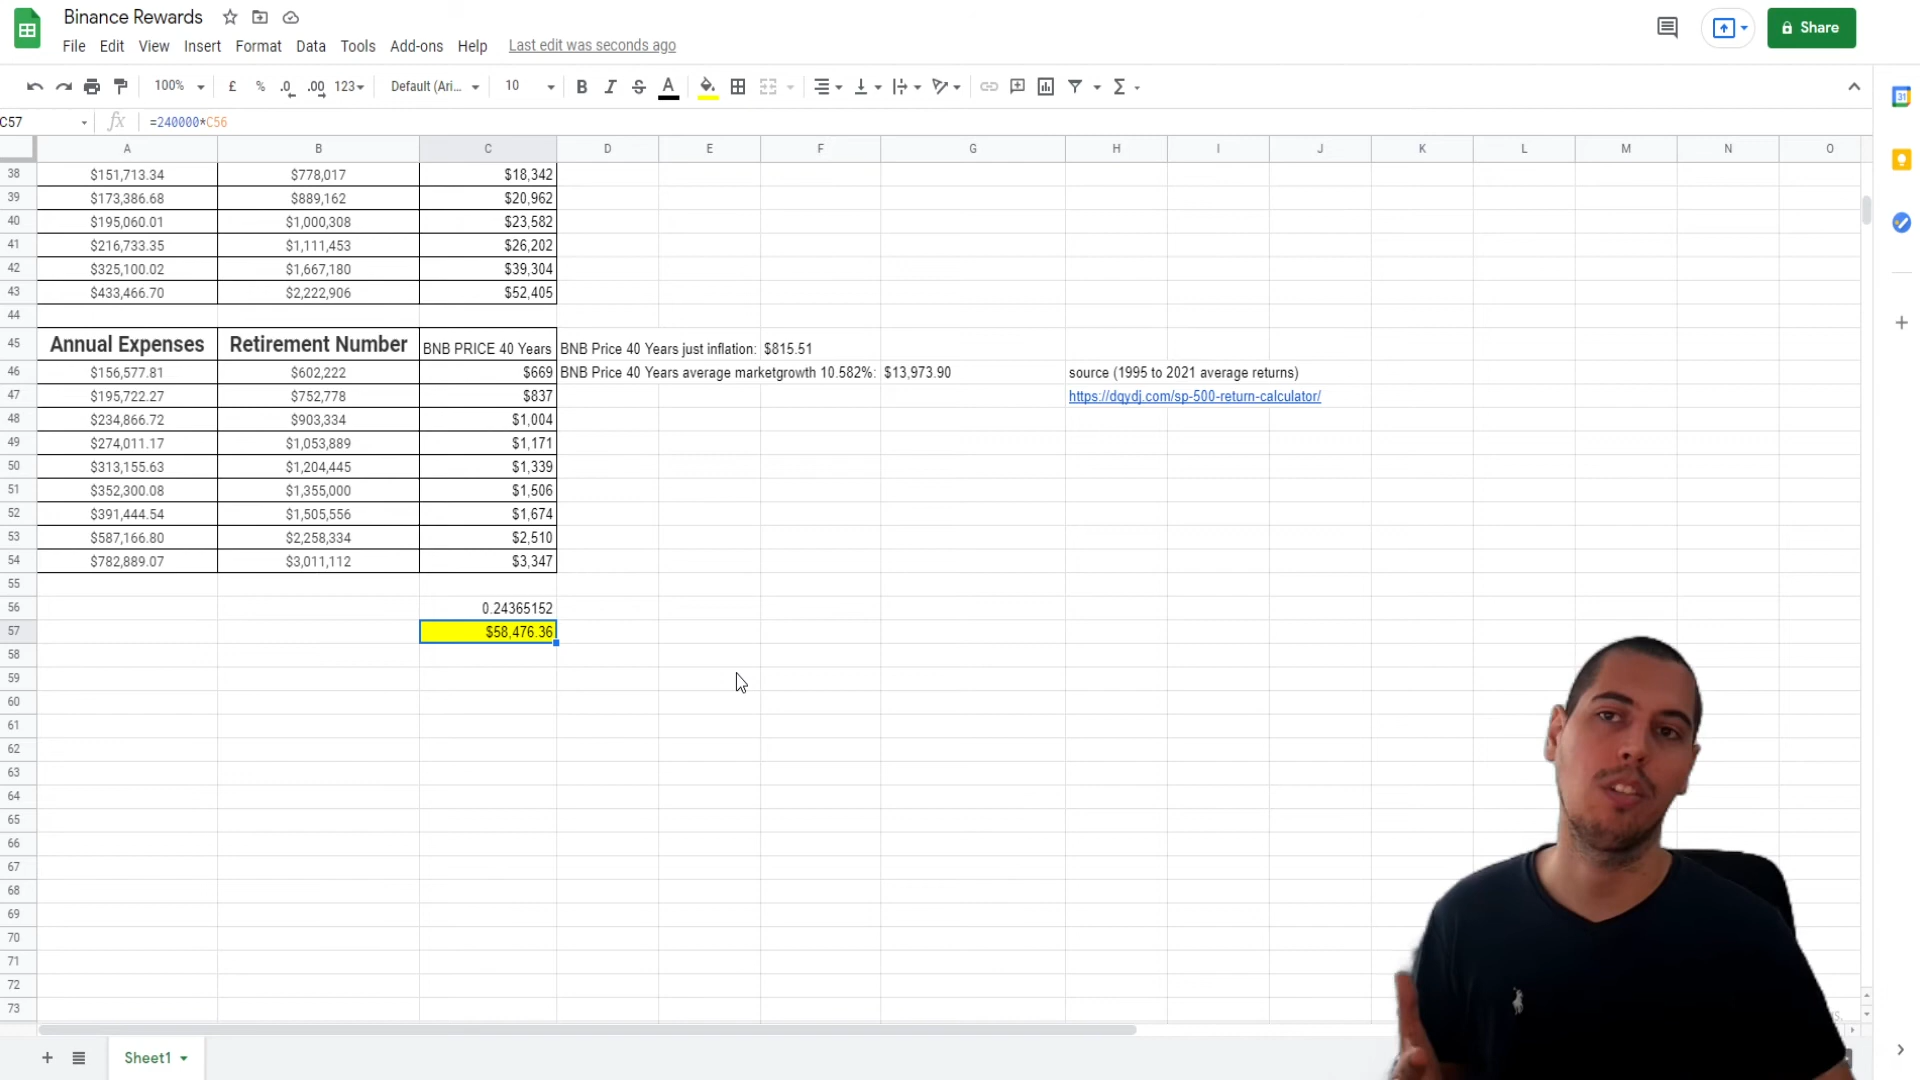 Binance Rewards
File Edit View Insert Format Data Tools Add-ons Help Last edit was seconds ago
Share
100% £ % .0 .00 123 Default (Ari... 10 B I S A
C57 fx =240000*C56
A B C D E F G H I J K L M N O
38 $151,713.34 $778,017 $18,342
39 $173,386.68 $889,162 $20,962
40 $195,060.01 $1,000,308 $23,582
41 $216,733.35 $1,111,453 $26,202
42 $325,100.02 $1,667,180 $39,304
43 $433,466.70 $2,222,906 $52,405
44
45 Annual Expenses Retirement Number BNB PRICE 40 Years BNB Price 40 Years just inflation: $815.51
46 $156,577.81 $602,222 $669 BNB Price 40 Years average marketgrowth 10.582%: $13,973.90 source (1995 to 2021 average returns)
47 $195,722.27 $752,778 $837 https://dqydj.com/sp-500-return-calculator/
48 $234,866.72 $903,334 $1,004
49 $274,011.17 $1,053,889 $1,171
50 $313,155.63 $1,204,445 $1,339
51 $352,300.08 $1,355,000 $1,506
52 $391,444.54 $1,505,556 $1,674
53 $587,166.80 $2,258,334 $2,510
54 $782,889.07 $3,011,112 $3,347
55
56 0.24365152
57 $58,476.36
58
59
60
61
62
63
64
65
66
67
68
69
70
71
72
73
Sheet1
31